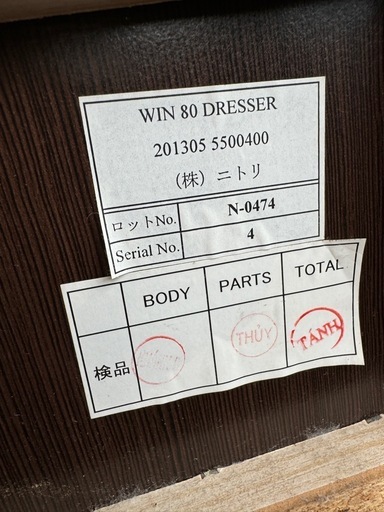 WIN 80 DRESSER
201305 5500400
（株）ニトリ
ロットNo. N-0474
Serial No. 4
BODY PARTS TOTAL
検品 THỦY TÁNH